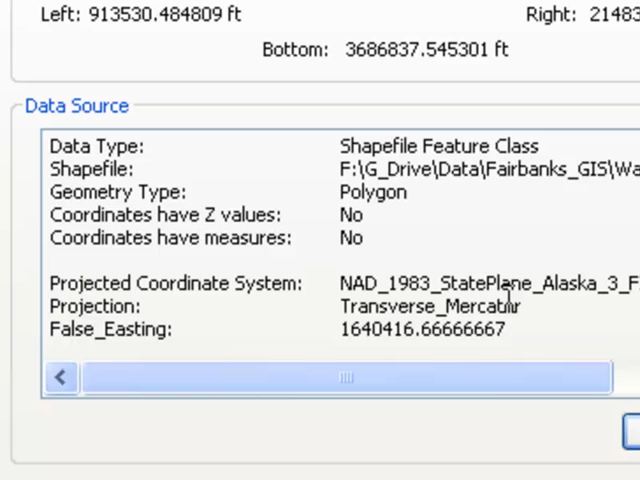 Left: 913530.484809 ft Right: 21483
Bottom: 3686837.545301 ft
Data Source
Data Type: Shapefile Feature Class
Shapefile: F:\G_Drive\Data\Fairbanks_GIS\Wa
Geometry Type: Polygon
Coordinates have Z values: No
Coordinates have measures: No
Projected Coordinate System: NAD_1983_StatePlane_Alaska_3_F
Projection: Transverse_Mercator
False_Easting: 1640416.66666667